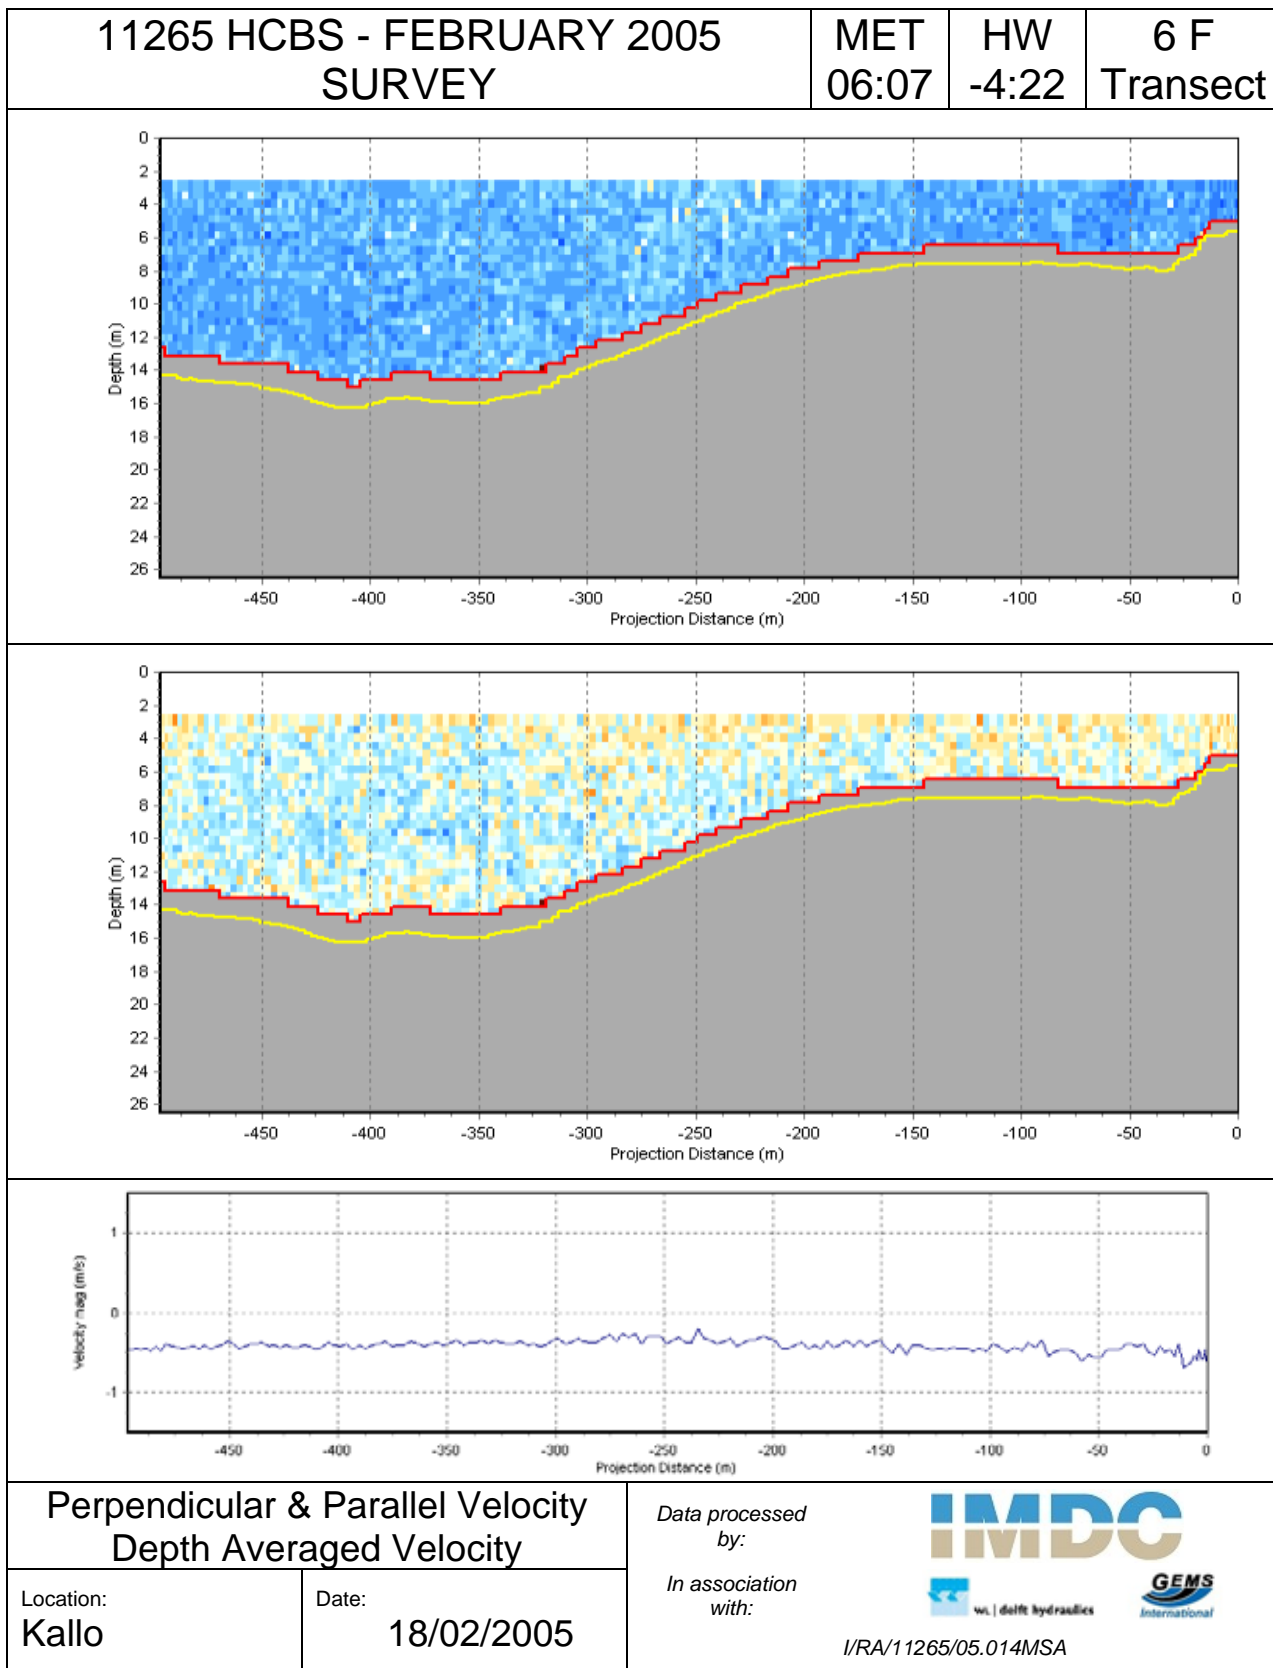 11265 HCBS - FEBRUARY 2005
SURVEY
MET
06:07
HW
-4:22
6 F
Transect
0
2
4
6
8
10
12
14
16
18
20
22
24
26
Depth (m)
-450 -400 -350 -300 -250 -200 -150 -100 -50 0
Projection Distance (m)
0
2
4
6
8
10
12
14
16
18
20
22
24
26
Depth (m)
-450 -400 -350 -300 -250 -200 -150 -100 -50 0
Projection Distance (m)
1
0
-1
Velocity mag (m/s)
-450 -400 -350 -300 -250 -200 -150 -100 -50 0
Projection Distance (m)
Perpendicular & Parallel Velocity
Depth Averaged Velocity
Location:
Kallo
Date:
18/02/2005
Data processed
by:
IMDC
In association
with:
wl | delft hydraulics
GEMS
International
I/RA/11265/05.014MSA